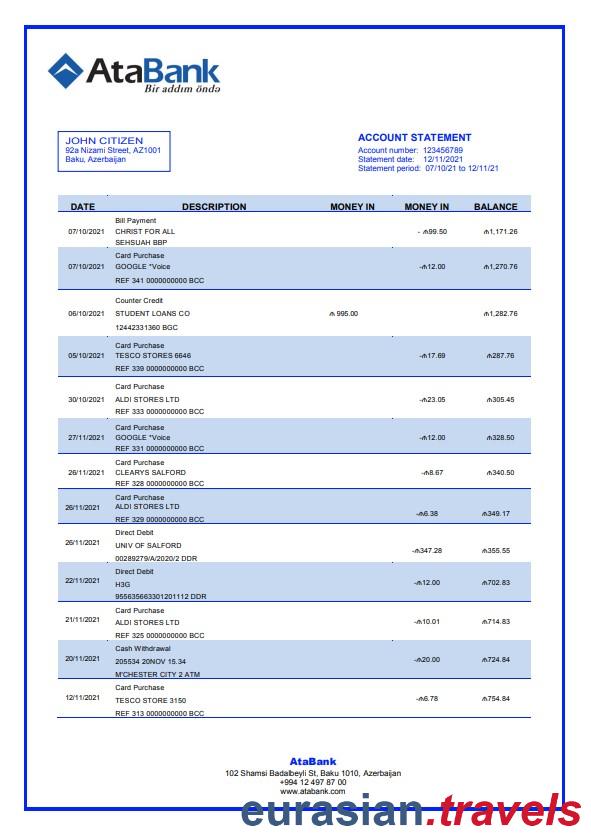 AtaBank
Bir addım öndə
JOHN CITIZEN
92a Nizami Street, AZ1001
Baku, Azerbaijan
ACCOUNT STATEMENT
Account number: 123456789
Statement date: 12/11/2021
Statement period: 07/10/21 to 12/11/21
DATE DESCRIPTION MONEY IN MONEY IN BALANCE
Bill Payment
07/10/2021 CHRIST FOR ALL - ₼99.50 ₼1,171.26
SEHSUAH BBP
Card Purchase
07/10/2021 GOOGLE *Voice -₼12.00 ₼1,270.76
REF 341 0000000000 BCC
Counter Credit
06/10/2021 STUDENT LOANS CO ₼ 995.00 ₼1,282.76
12442331360 BGC
Card Purchase
05/10/2021 TESCO STORES 6646 -₼17.69 ₼287.76
REF 339 0000000000 BCC
Card Purchase
30/10/2021 ALDI STORES LTD -₼23.05 ₼305.45
REF 333 0000000000 BCC
Card Purchase
27/11/2021 GOOGLE *Voice -₼12.00 ₼328.50
REF 331 0000000000 BCC
Card Purchase
26/11/2021 CLEARYS SALFORD -₼8.67 ₼340.50
REF 328 0000000000 BCC
Card Purchase
26/11/2021 ALDI STORES LTD -₼6.38 ₼349.17
REF 329 0000000000 BCC
Direct Debit
26/11/2021 UNIV OF SALFORD -₼347.28 ₼355.55
00289279/A/2020/2 DDR
Direct Debit
22/11/2021 H3G -₼12.00 ₼702.83
955635663301201112 DDR
Card Purchase
21/11/2021 ALDI STORES LTD -₼10.01 ₼714.83
REF 325 0000000000 BCC
Cash Withdrawal
20/11/2021 205534 20NOV 15.34 -₼20.00 ₼724.84
M'CHESTER CITY 2 ATM
Card Purchase
12/11/2021 TESCO STORE 3150 -₼6.78 ₼754.84
REF 313 0000000000 BCC
AtaBank
102 Shamsi Badalbeyli St, Baku 1010, Azerbaijan
+994 12 497 87 00
www.atabank.com
eurasian.travels